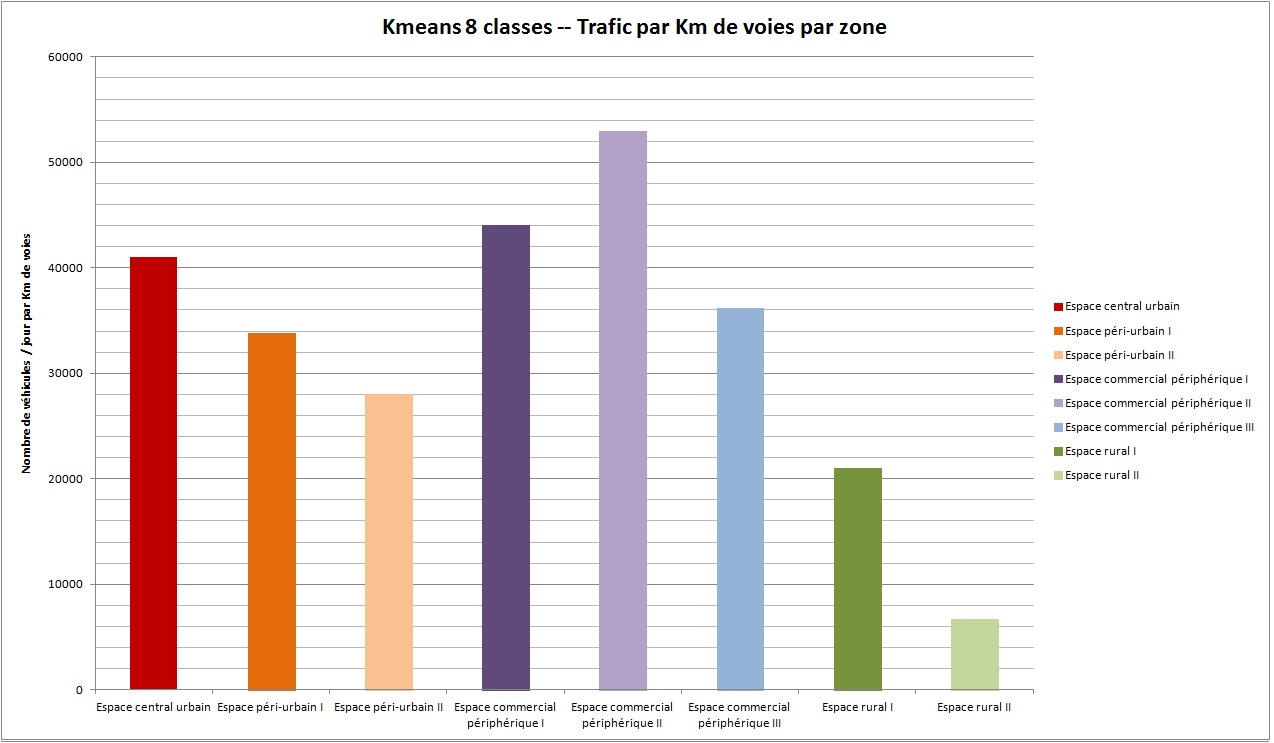 Kmeans 8 classes -- Trafic par Km de voies par zone
60000
50000
40000
30000
20000
10000
0
Nombre de véhicules / jour par Km de voies
Espace central urbain
Espace péri-urbain I
Espace péri-urbain II
Espace commercial
périphérique I
Espace commercial
périphérique II
Espace commercial
périphérique III
Espace rural I
Espace rural II
Espace central urbain
Espace péri-urbain I
Espace péri-urbain II
Espace commercial périphérique I
Espace commercial périphérique II
Espace commercial périphérique III
Espace rural I
Espace rural II